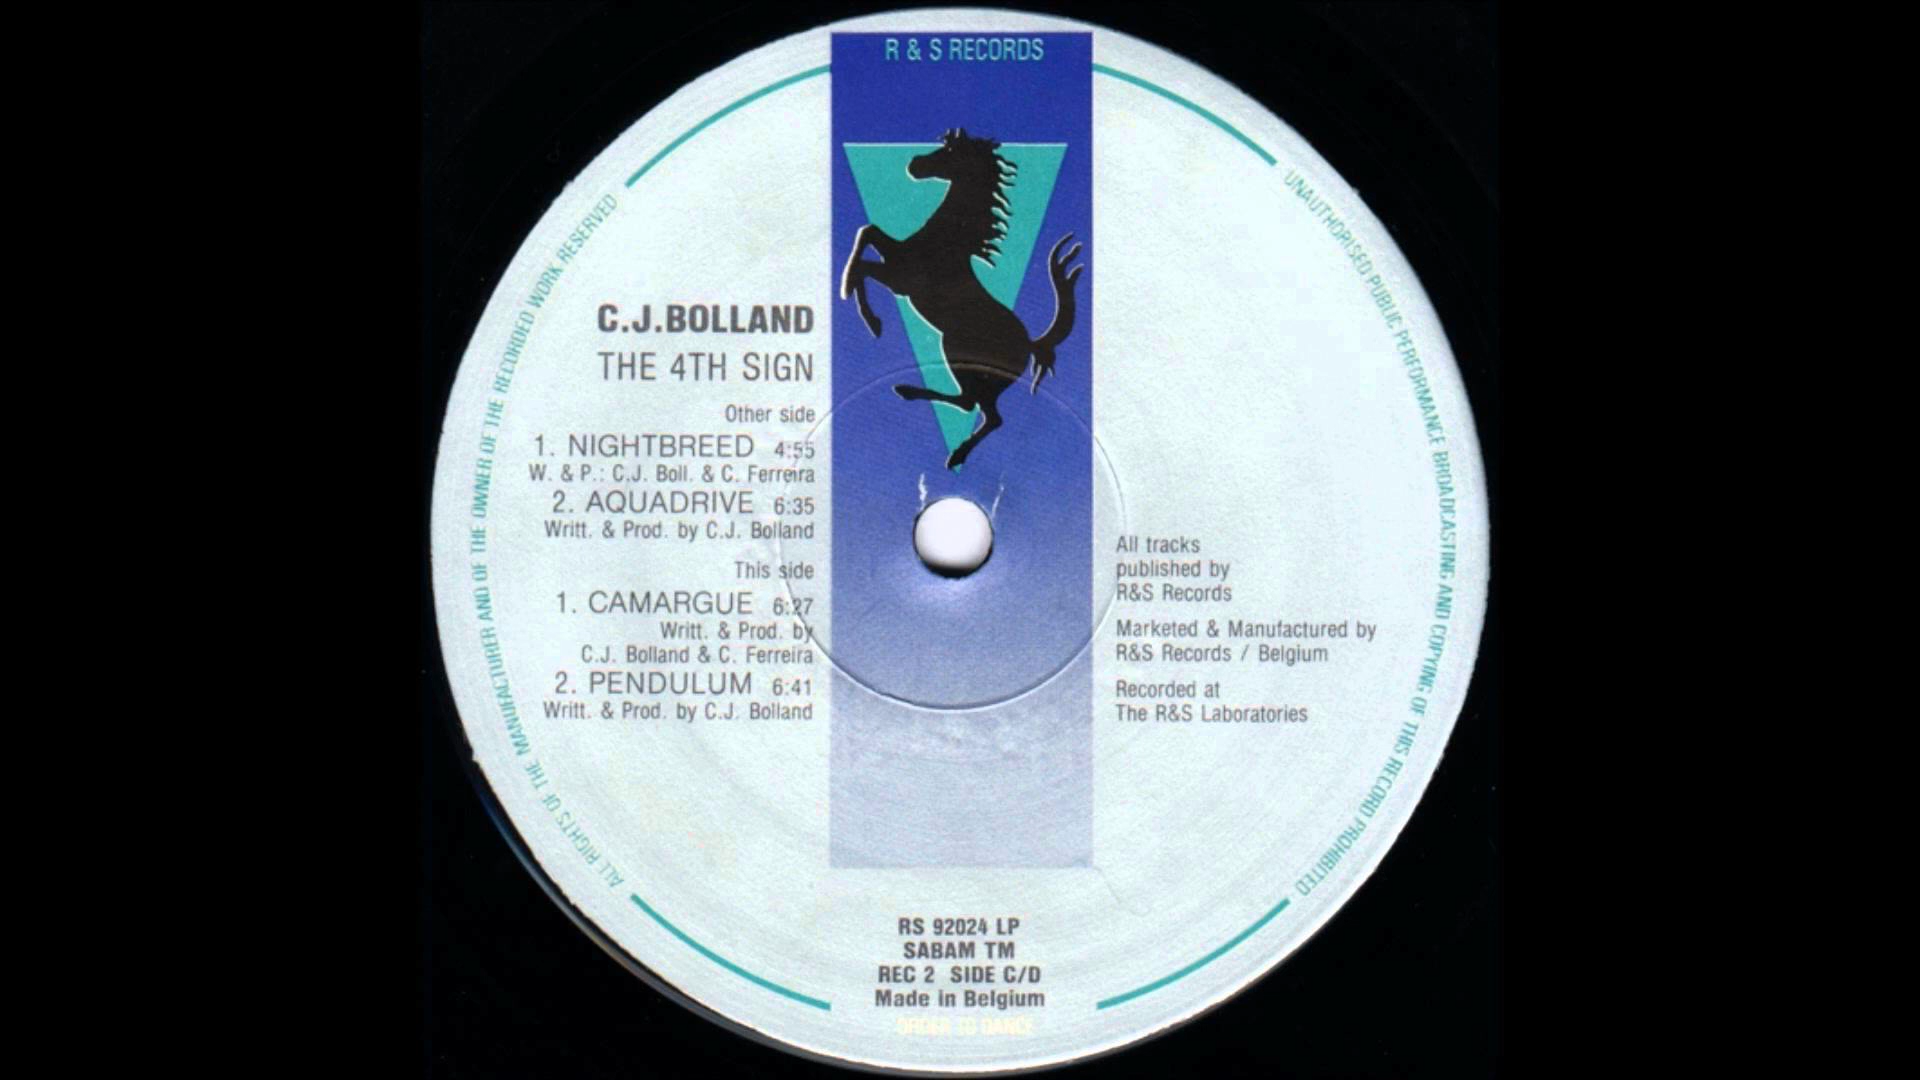 R & S RECORDS
C.J.BOLLAND
THE 4TH SIGN
Other side
1. NIGHTBREED 4:55
W. & P.: C.J. Boll. & C. Ferreira
2. AQUADRIVE 6:35
Writt. & Prod. by C.J. Bolland
This side
1. CAMARGUE 6:27
Writt. & Prod. by
C.J. Bolland & C. Ferreira
2. PENDULUM 6:41
Writt. & Prod. by C.J. Bolland
All tracks
published by
R&S Records
Marketed & Manufactured by
R&S Records / Belgium
Recorded at
The R&S Laboratories
RS 92024 LP
SABAM TM
REC 2 SIDE C/D
Made in Belgium
ORDER TO DANCE
ALL RIGHTS OF THE MANUFACTURER AND OF THE OWNER OF THE RECORDED WORK RESERVED
UNAUTHORISED PUBLIC PERFORMANCE BROADCASTING AND COPYING OF THIS RECORD PROHIBITED